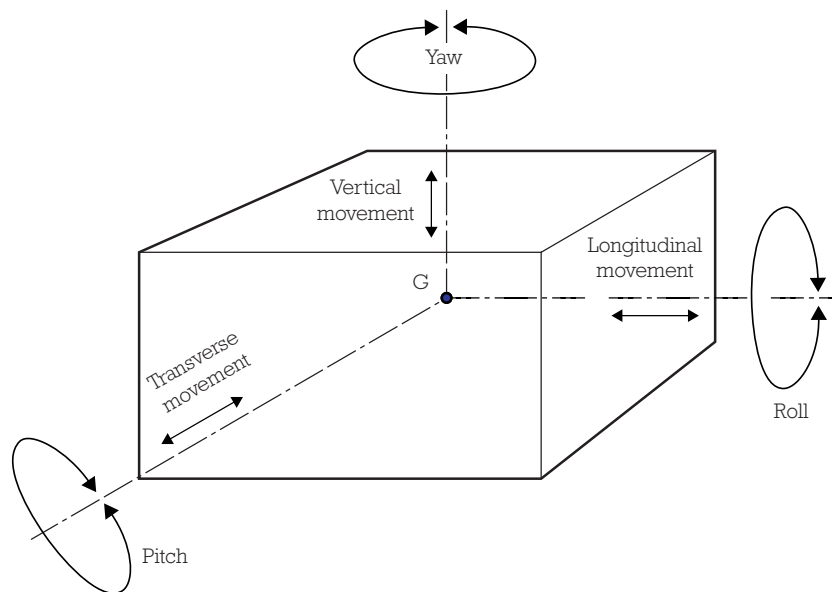 Yaw
Vertical
movement
Longitudinal
movement
G
Transverse
movement
Roll
Pitch